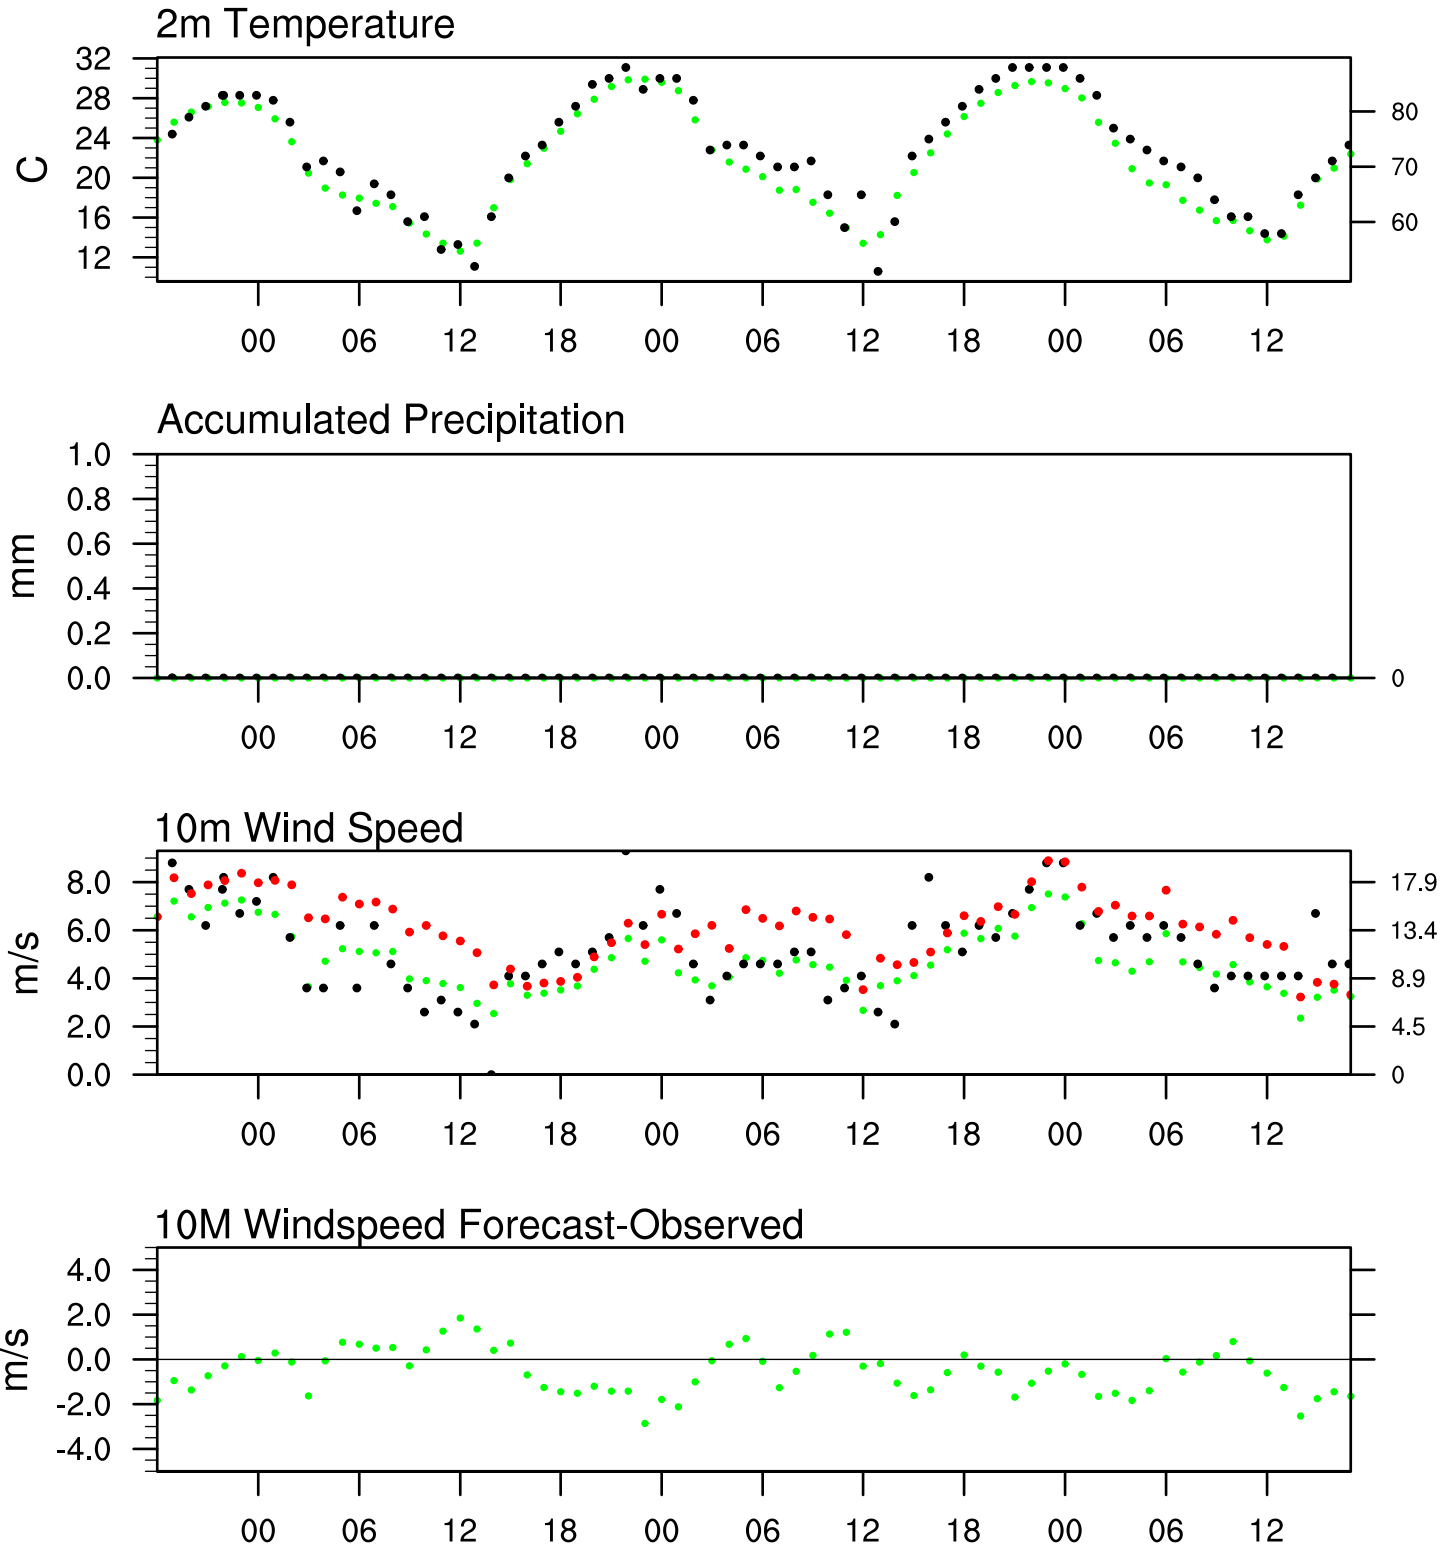 2m Temperature
32
28
24
20
16
12
C
80
70
60
00 06 12 18 00 06 12 18 00 06 12
Accumulated Precipitation
1.0
0.8
0.6
0.4
0.2
0.0
mm
0
00 06 12 18 00 06 12 18 00 06 12
10m Wind Speed
8.0
6.0
4.0
2.0
0.0
m/s
17.9
13.4
8.9
4.5
0
00 06 12 18 00 06 12 18 00 06 12
10M Windspeed Forecast-Observed
4.0
2.0
0.0
-2.0
-4.0
m/s
00 06 12 18 00 06 12 18 00 06 12